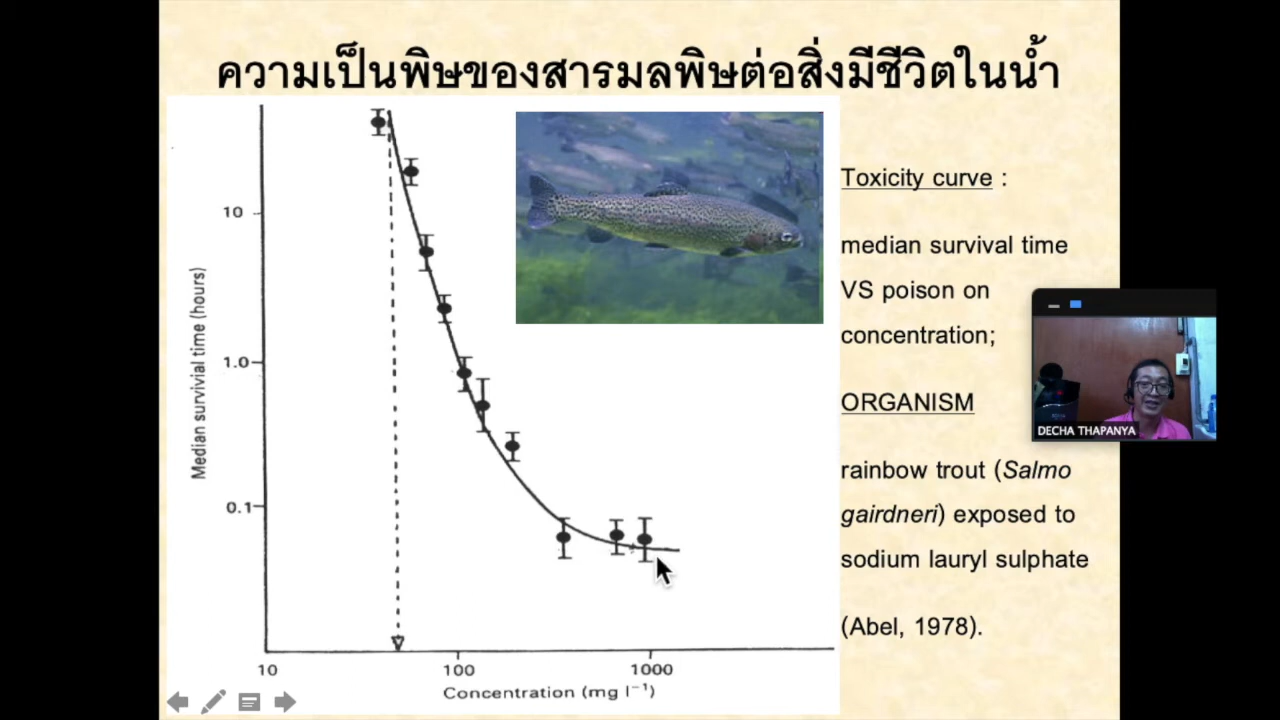 ความเป็นพิษของสารมลพิษต่อสิ่งมีชีวิตในน้ำ
10
1.0
0.1
Median survivial time (hours)
10
100
1000
Concentration (mg l⁻¹)
Toxicity curve :
median survival time
VS poison on
concentration;
ORGANISM
rainbow trout (Salmo
gairdneri) exposed to
sodium lauryl sulphate
(Abel, 1978).
DECHA THAPANYA